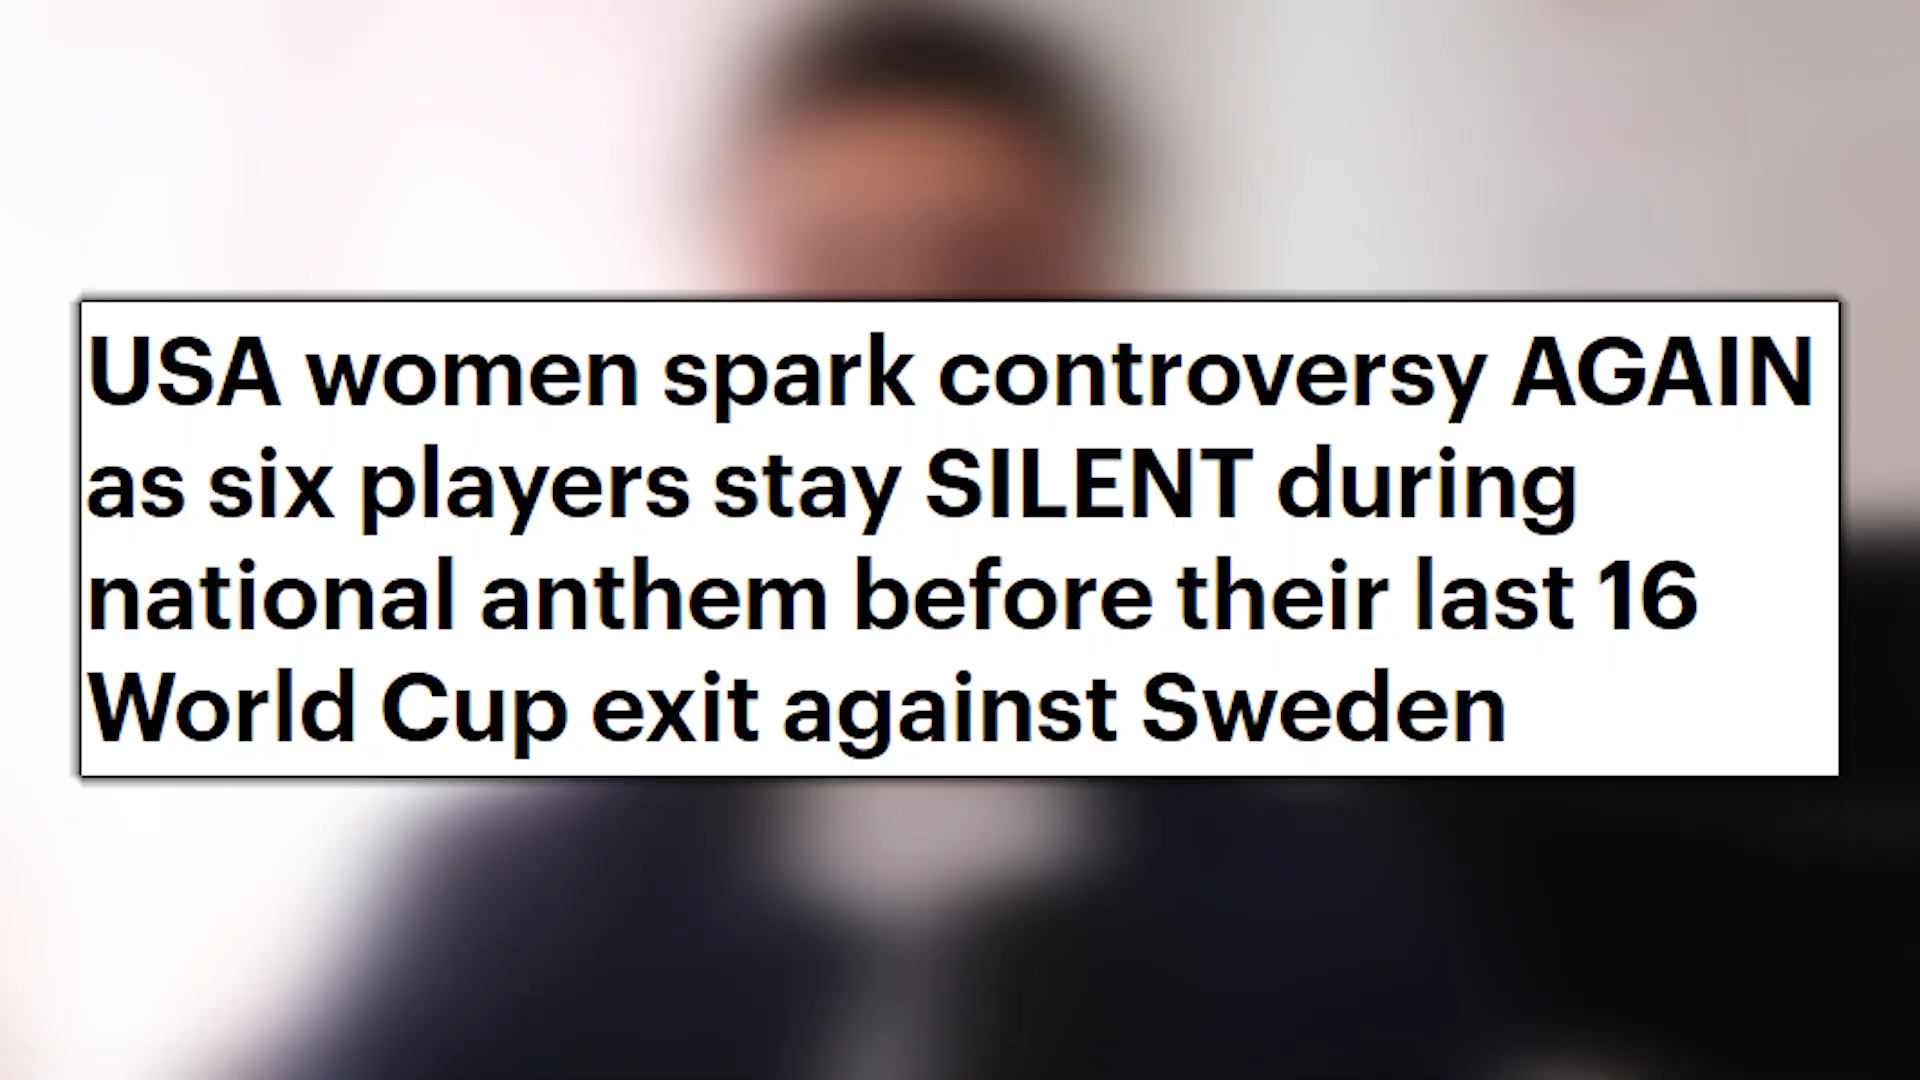 USA women spark controversy AGAIN
as six players stay SILENT during
national anthem before their last 16
World Cup exit against Sweden